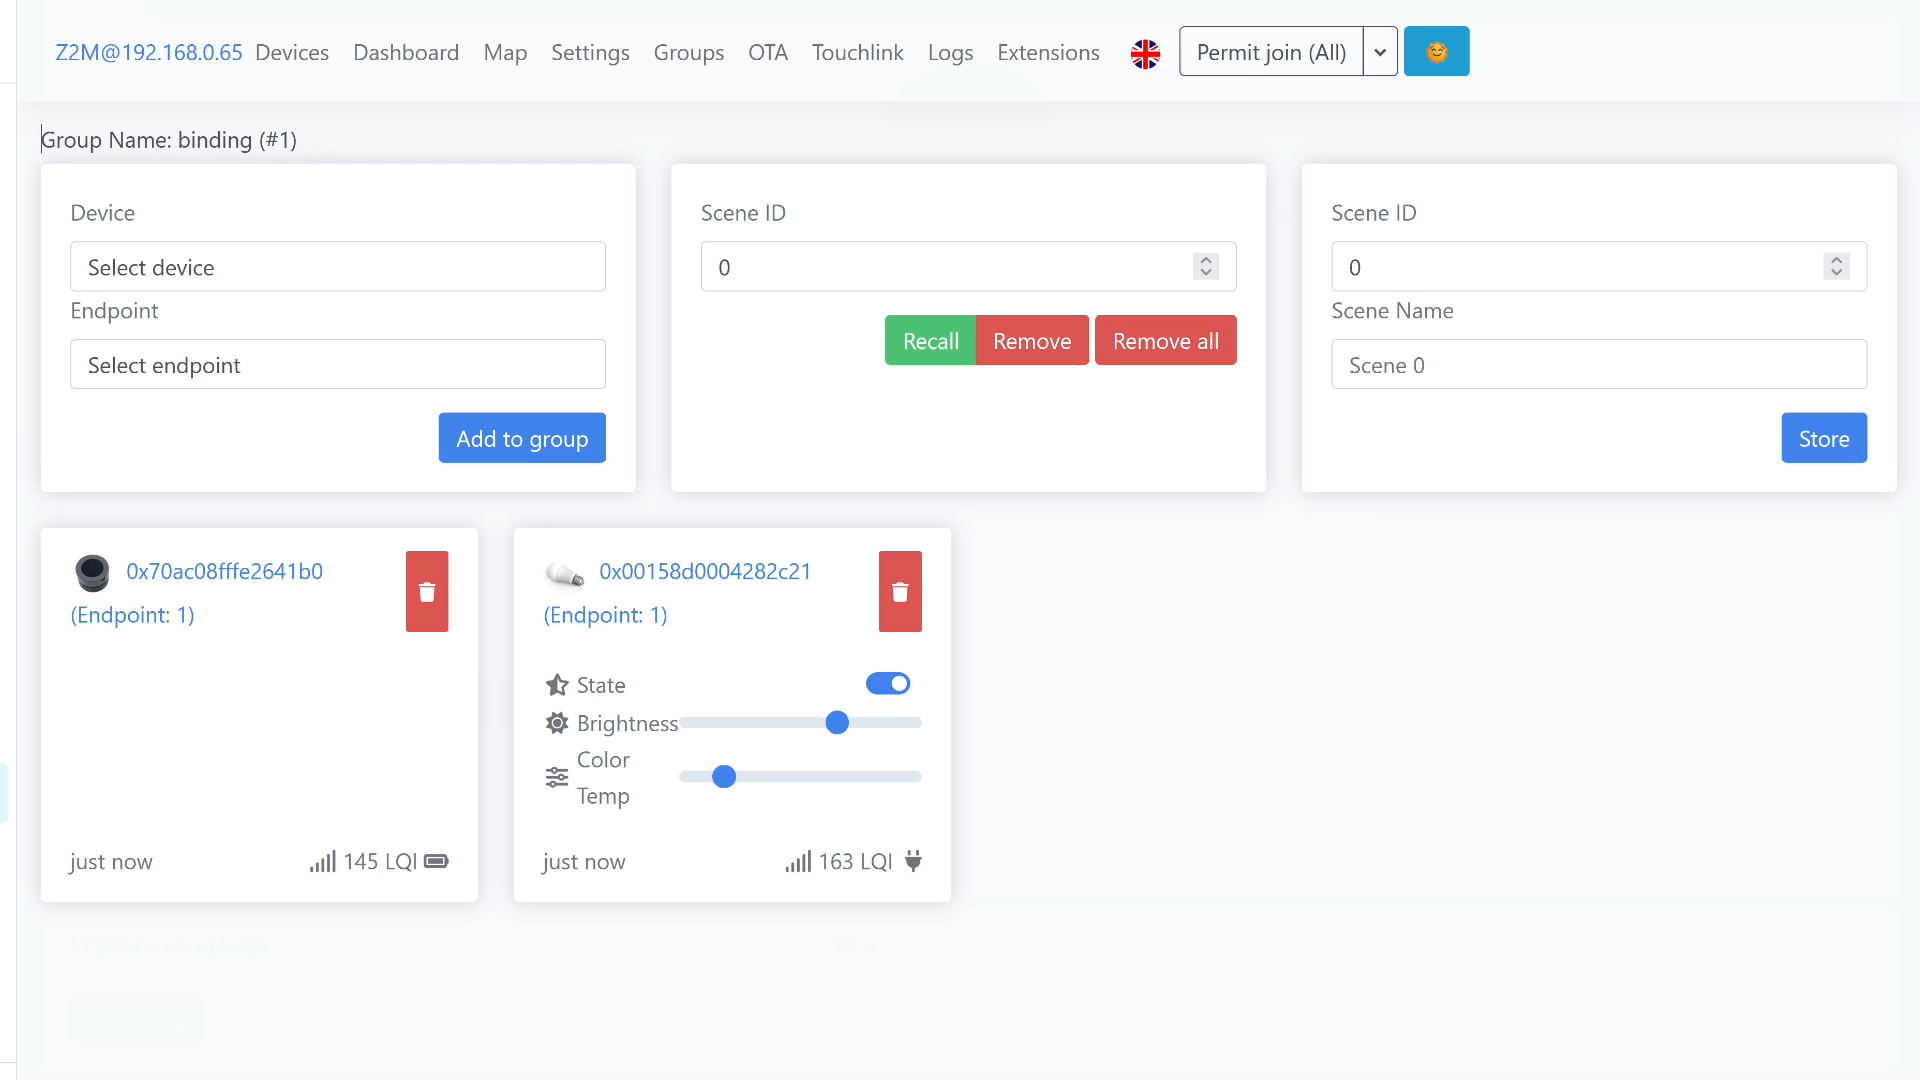 Z2M@192.168.0.65 Devices Dashboard Map Settings Groups OTA Touchlink Logs Extensions Permit join (All)
Group Name: binding (#1)
Device
Select device
Endpoint
Select endpoint
Add to group
Scene ID
0
Recall Remove Remove all
Scene ID
0
Scene Name
Scene 0
Store
0x70ac08fffe2641b0
(Endpoint: 1)
just now 145 LQI
0x00158d0004282c21
(Endpoint: 1)
State
Brightness
Color
Temp
just now 163 LQI